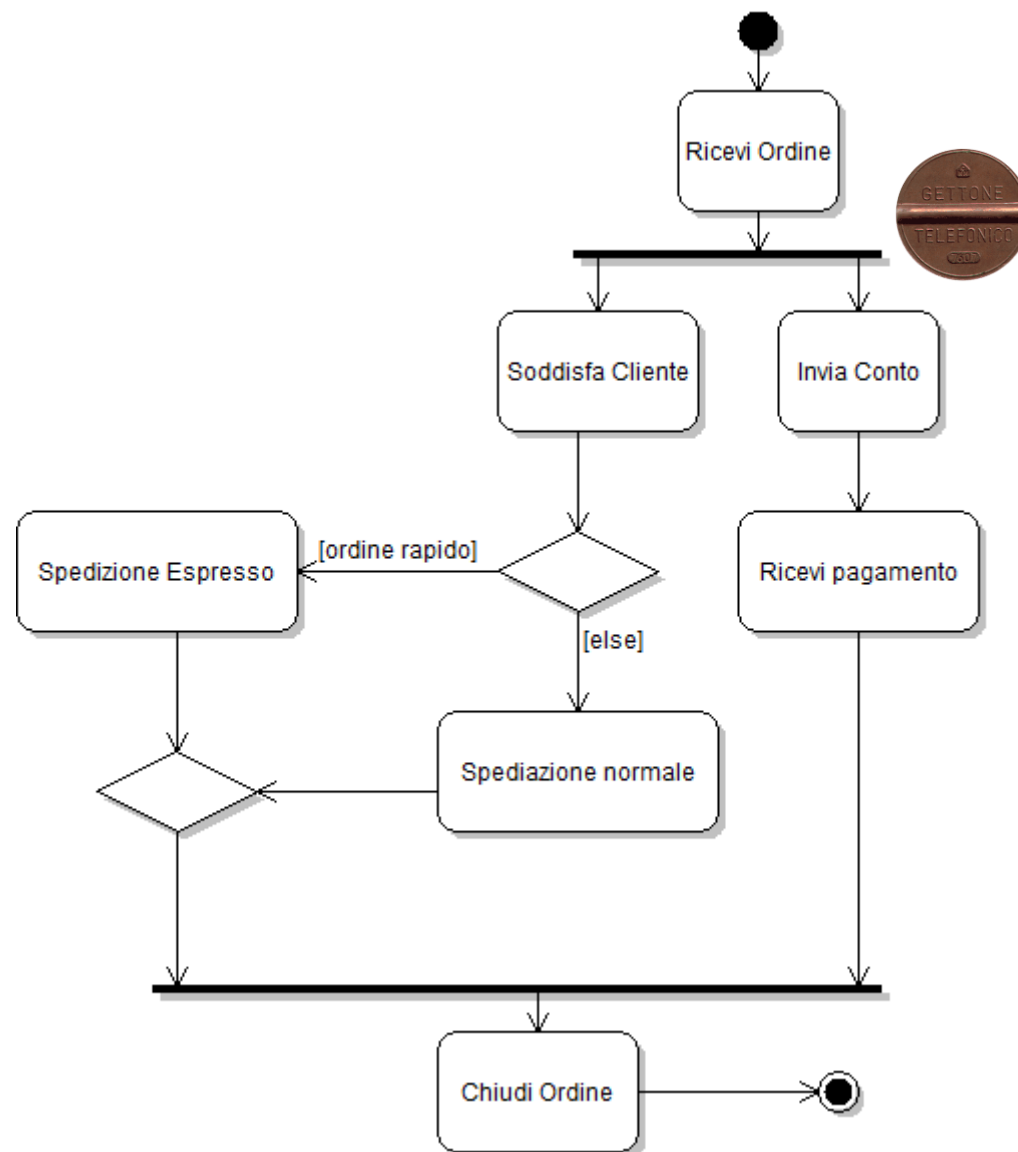 Ricevi Ordine
GETTONE
TELEFONICO
Soddisfa Cliente
Invia Conto
[ordine rapido]
Spedizione Espresso
Ricevi pagamento
[else]
Spediazione normale
Chiudi Ordine